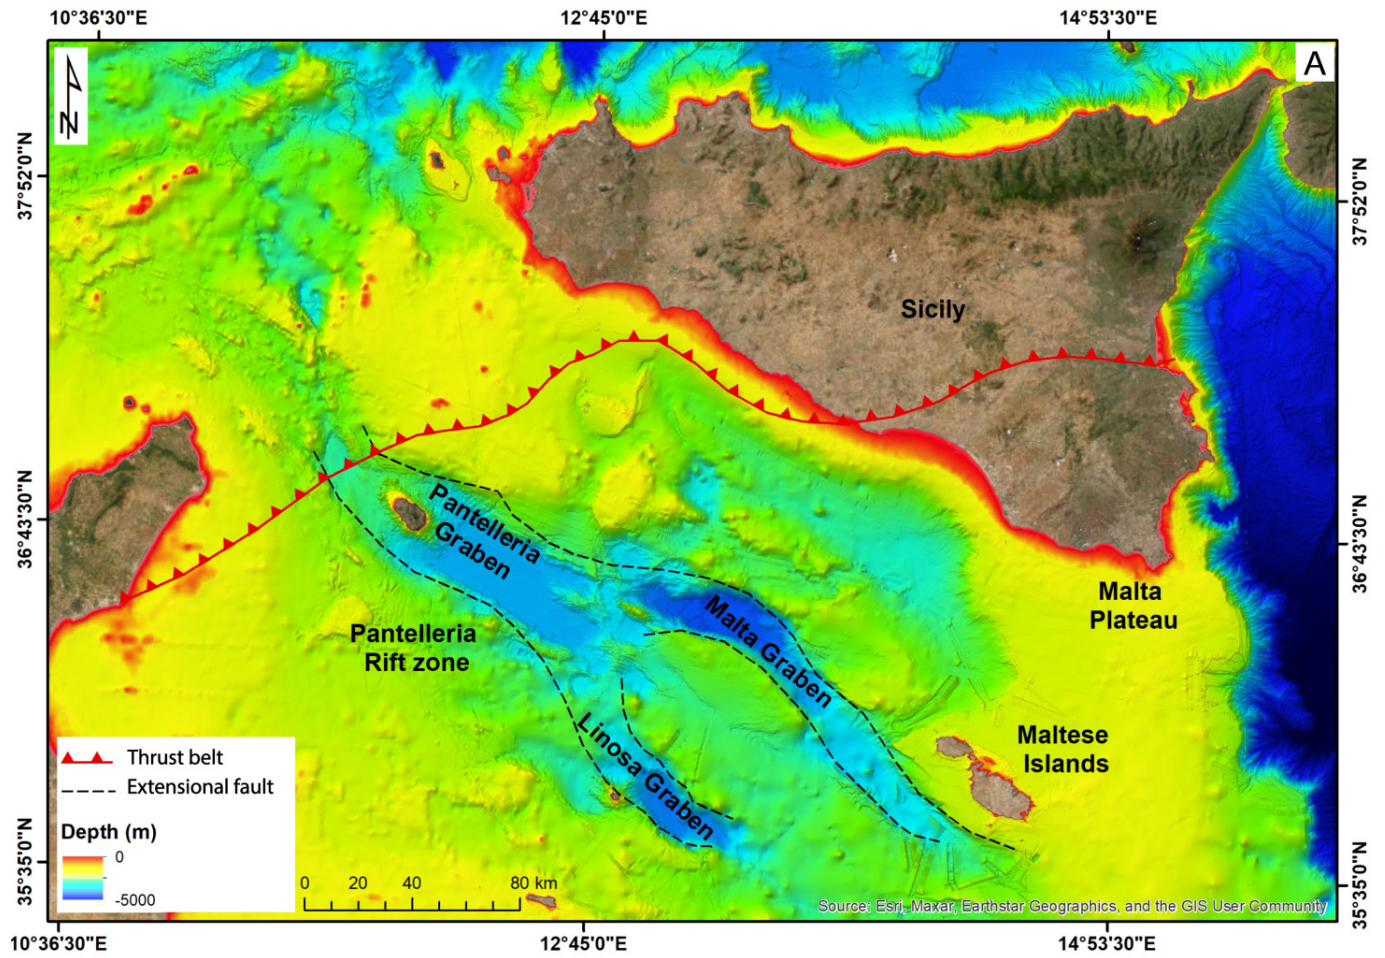 10°36'30"E
12°45'0"E
14°53'30"E
A
N
37°52'0"N
37°52'0"N
Sicily
36°43'30"N
36°43'30"N
Pantelleria
Graben
Malta
Plateau
Malta Graben
Pantelleria
Rift zone
Linosa Graben
Maltese
Islands
Thrust belt
Extensional fault
Depth (m)
0
-5000
0 20 40 80 km
35°35'0"N
35°35'0"N
Source: Esri, Maxar, Earthstar Geographics, and the GIS User Community
10°36'30"E
12°45'0"E
14°53'30"E